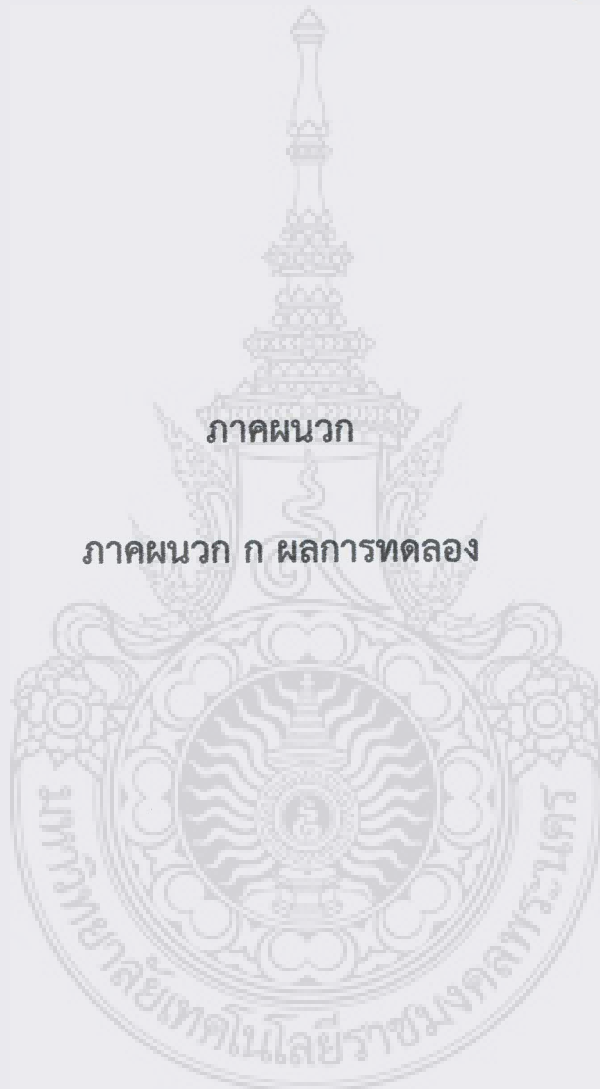 ภาคผนวก
ภาคผนวก ก ผลการทดลอง
มหาวิทยาลัยเทคโนโลยีราชมงคลพระนคร